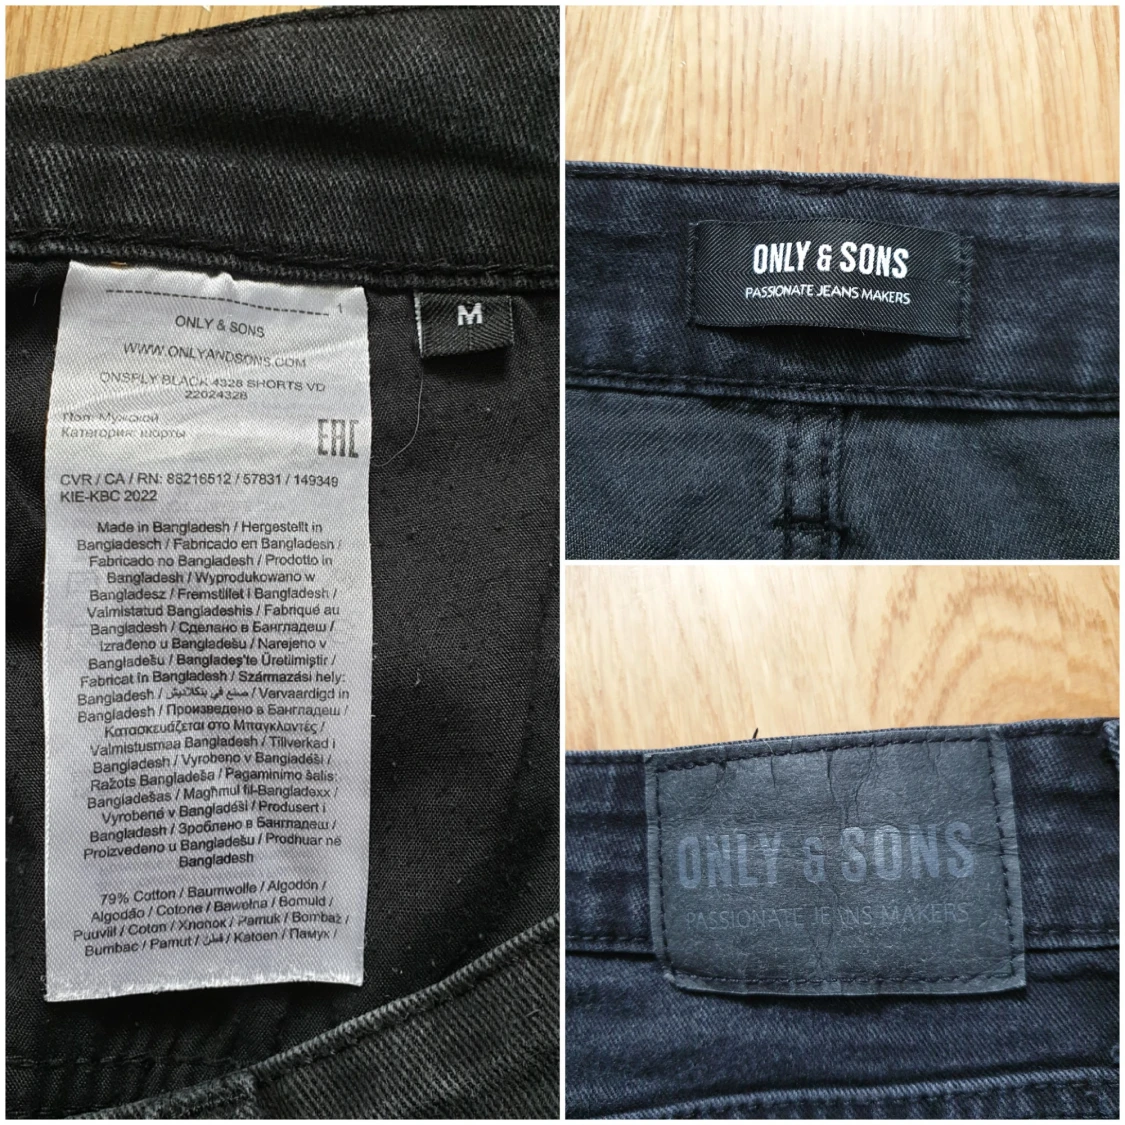 1
ONLY & SONS
WWW.ONLYANDSONS.COM
ONSPLY BLACK 4328 SHORTS VD
22024328
Пол: Мужской
Категория: шорты
EAC
CVR / CA / RN: 88216512 / 57831 / 149349
KIE-KBC 2022
Made in Bangladesh / Hergestellt in
Bangladesch / Fabricado en Bangladesh /
Fabricado no Bangladesh / Prodotto in
Bangladesh / Wyprodukowano w
Bangladesz / Fremstillet i Bangladesh /
Valmistatud Bangladeshis / Fabriqué au
Bangladesh / Сделано в Бангладеш /
Izrađeno u Bangladešu / Narejeno v
Bangladešu / Bangladeş'te Üretilmiştir /
Fabricat în Bangladesh / Származási hely:
Bangladesh / صنع في بنكلاديش / Vervaardigd in
Bangladesh / Произведено в Бангладеш /
Κατασκευάζεται στο Μπαγκλαντές /
Valmistusmaa Bangladesh / Tillverkad i
Bangladesh / Vyrobeno v Bangladéši /
Ražots Bangladeša / Pagaminimo šalis:
Bangladešas / Magħmul fil-Bangladexx /
Vyrobené v Bangladéši / Produsert i
Bangladesh / Зроблено в Бангладеш /
Proizvedeno u Bangladešu / Prodhuar në
Bangladesh
79% Cotton / Baumwolle / Algodón /
Algodão / Cotone / Bawełna / Bomuld /
Puuvill / Coton / Хлопок / Pamuk / Bombaž /
Bumbac / Pamut / قطن / Katoen / Памук /
M
ONLY & SONS
PASSIONATE JEANS MAKERS
ONLY & SONS
PASSIONATE JEANS MAKERS